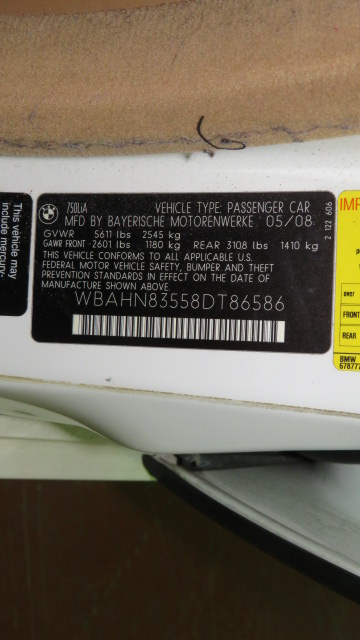 750LiA VEHICLE TYPE: PASSENGER CAR
MFD BY BAYERISCHE MOTORENWERKE 05/08
GVWR 5611 lbs 2545 kg
GAWR FRONT 2601 lbs 1180 kg REAR 3108 lbs 1410 kg
THIS VEHICLE CONFORMS TO ALL APPLICABLE U.S.
FEDERAL MOTOR VEHICLE SAFETY, BUMPER AND THEFT
PREVENTION STANDARDS IN EFFECT ON THE DATE OF
MANUFACTURE SHOWN ABOVE
WBAHN83558DT86586
2 122 606
This vehicle may
include mercury-
IMP
over
FRONT
REAR
BMW
67877